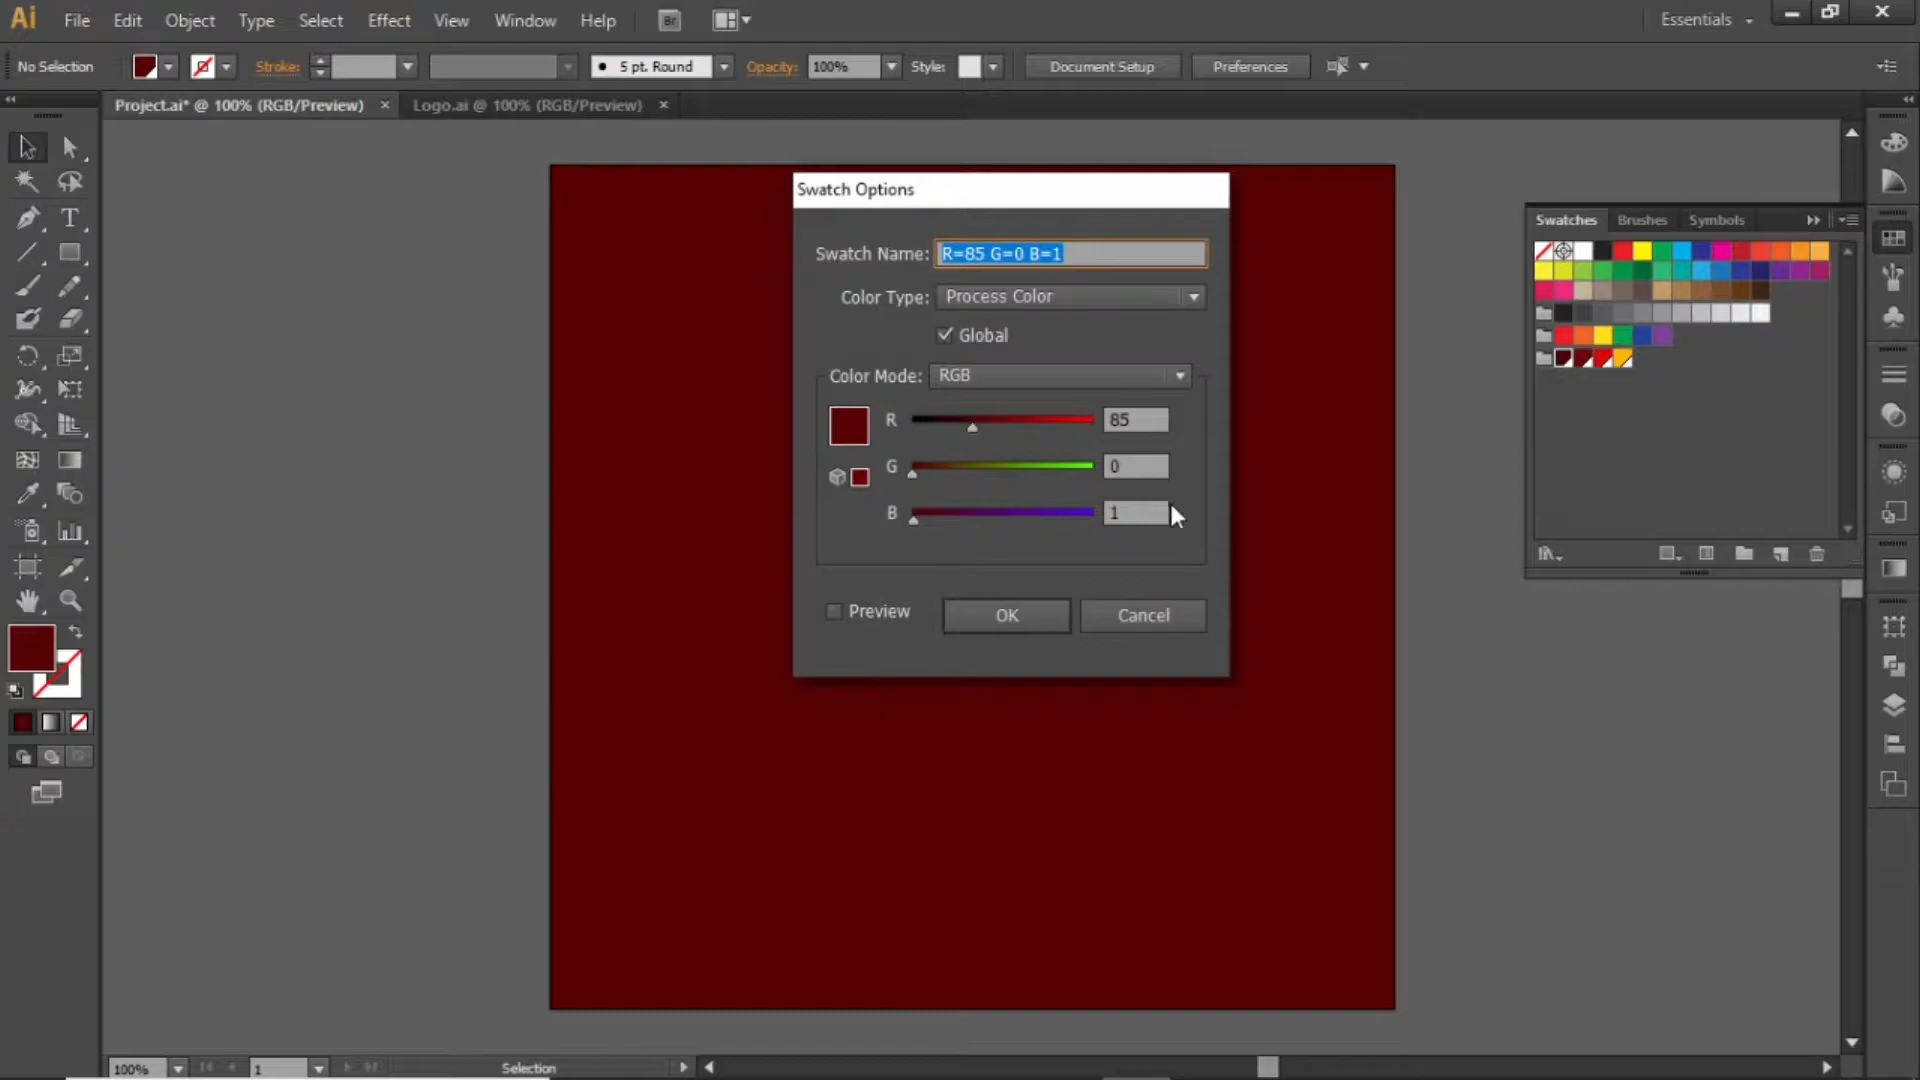 Ai File Edit Object Type Select Effect View Window Help Br Essentials
No Selection Stroke: 5 pt. Round Opacity: 100% Style: Document Setup Preferences
Project.ai* @ 100% (RGB/Preview) × Logo.ai @ 100% (RGB/Preview) ×
Swatch Options
Swatch Name: R=85 G=0 B=1
Color Type: Process Color
Global
Color Mode: RGB
R 85
G 0
B 1
Preview OK Cancel
Swatches Brushes Symbols
100% 1 Selection